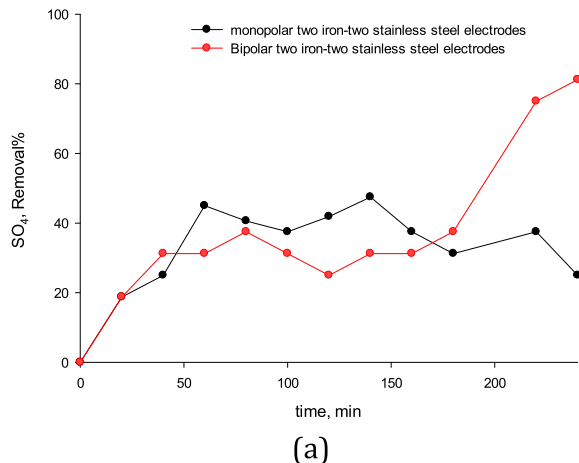 100
monopolar two iron-two stainless steel electrodes
Bipolar two iron-two stainless steel electrodes
80
60
SO4, Removal%
40
20
0
0 50 100 150 200
time, min
(a)